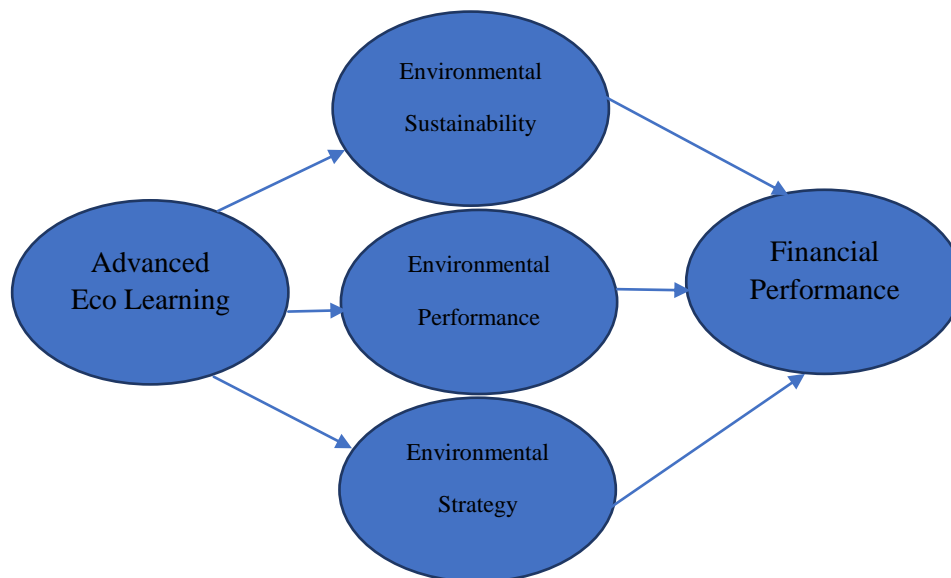 Environmental
Sustainability
Advanced
Eco Learning
Environmental
Performance
Financial
Performance
Environmental
Strategy